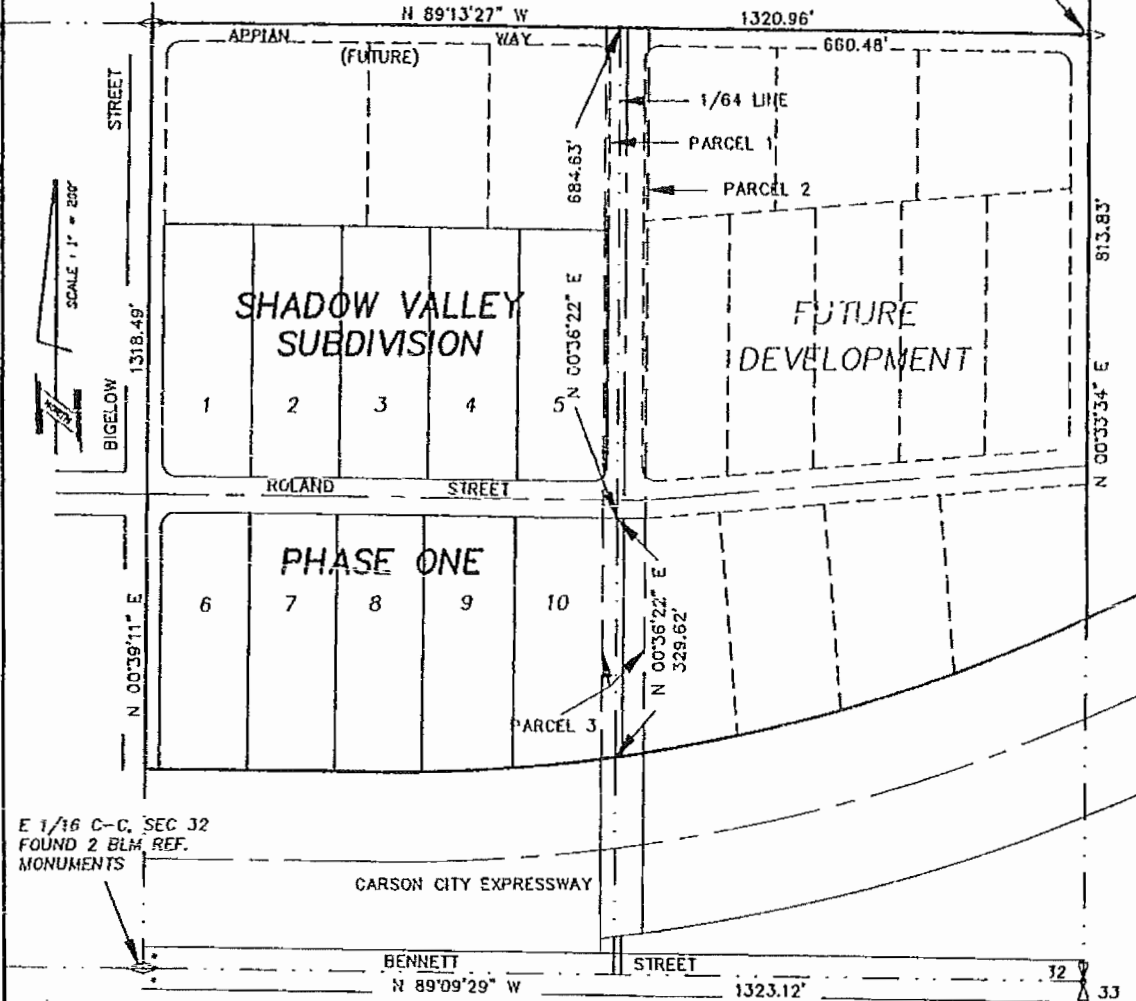 N 89°13'27" W
1320.96'
APPIAN WAY
(FUTURE)
660.48'
STREET
1/64 LINE
PARCEL 1
684.63'
PARCEL 2
SCALE : 1" = 200'
813.83'
SHADOW VALLEY
SUBDIVISION
FUTURE
DEVELOPMENT
1318.49'
N 00°36'22" E
N 00°33'34" E
NORTH
BIGELOW
1 2 3 4 5
ROLAND STREET
PHASE ONE
6 7 8 9 10
N 00°36'22" E
329.62'
N 00°39'11" E
PARCEL 3
E 1/16 C-C, SEC 32
FOUND 2 BLM REF.
MONUMENTS
CARSON CITY EXPRESSWAY
BENNETT STREET
N 89°09'29" W
1323.12'
32
33